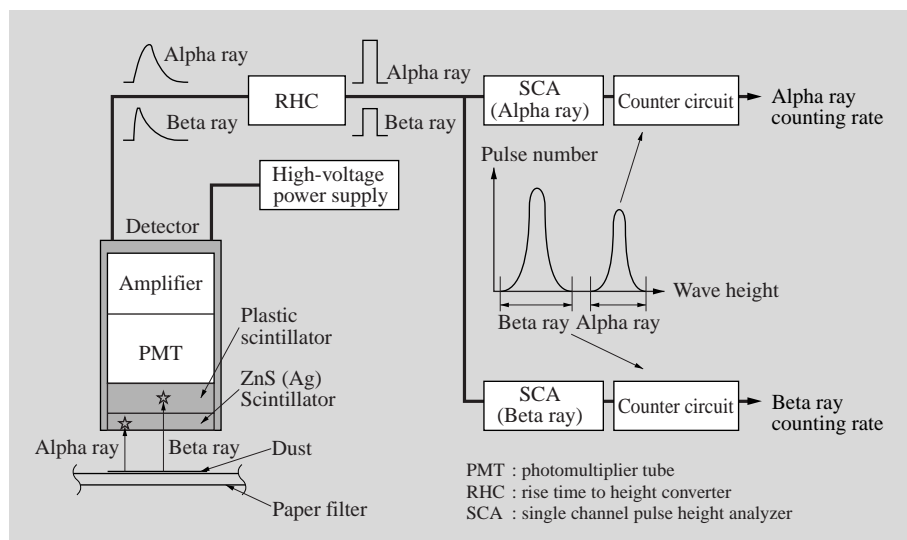 Alpha ray
Beta ray
RHC
Alpha ray
Beta ray
SCA
(Alpha ray)
Counter circuit
Alpha ray
counting rate
High-voltage
power supply
Pulse number
Wave height
Beta ray
Alpha ray
Detector
Amplifier
PMT
Plastic
scintillator
ZnS (Ag)
Scintillator
Alpha ray
Beta ray
Dust
Paper filter
SCA
(Beta ray)
Counter circuit
Beta ray
counting rate
PMT : photomultiplier tube
RHC : rise time to height converter
SCA : single channel pulse height analyzer